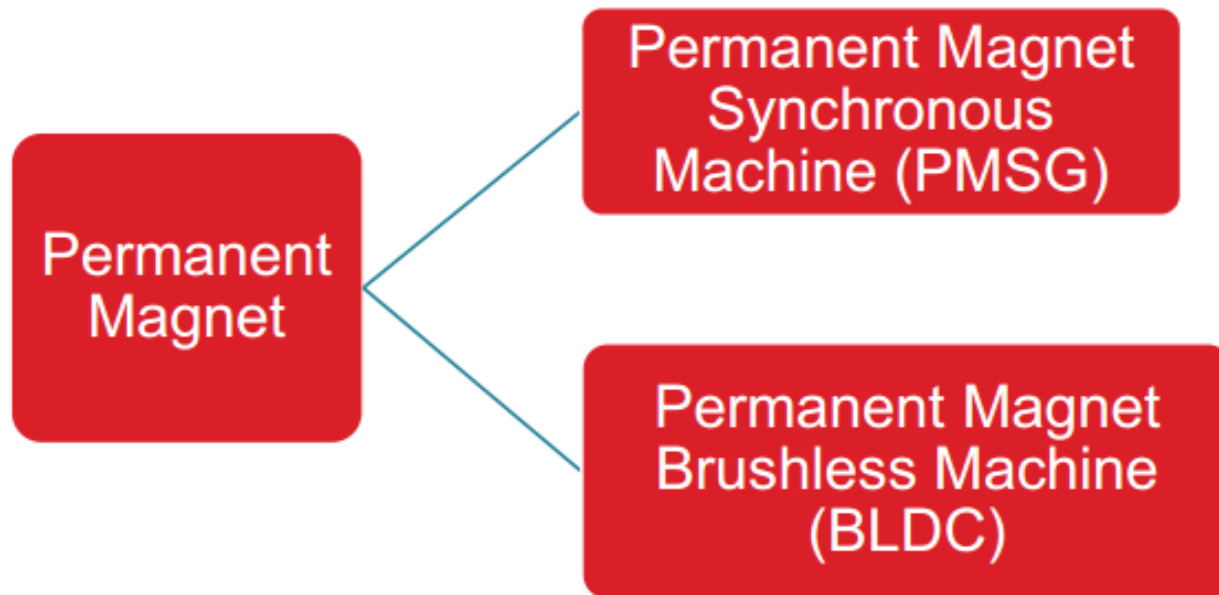 Permanent
Magnet
Permanent Magnet
Synchronous
Machine (PMSG)
Permanent Magnet
Brushless Machine
(BLDC)